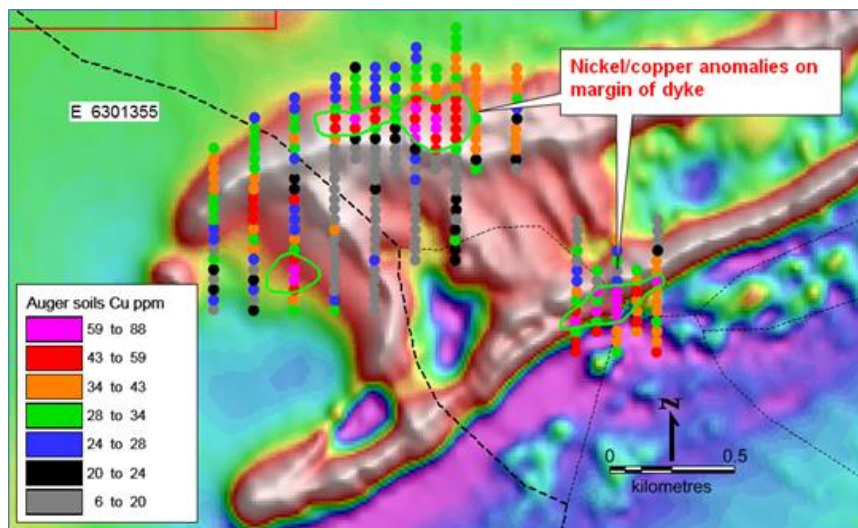 Nickel/copper anomalies on
margin of dyke
E 6301355
Auger soils Cu ppm
59 to 88
43 to 59
34 to 43
28 to 34
24 to 28
20 to 24
6 to 20
N
0 0.5
kilometres